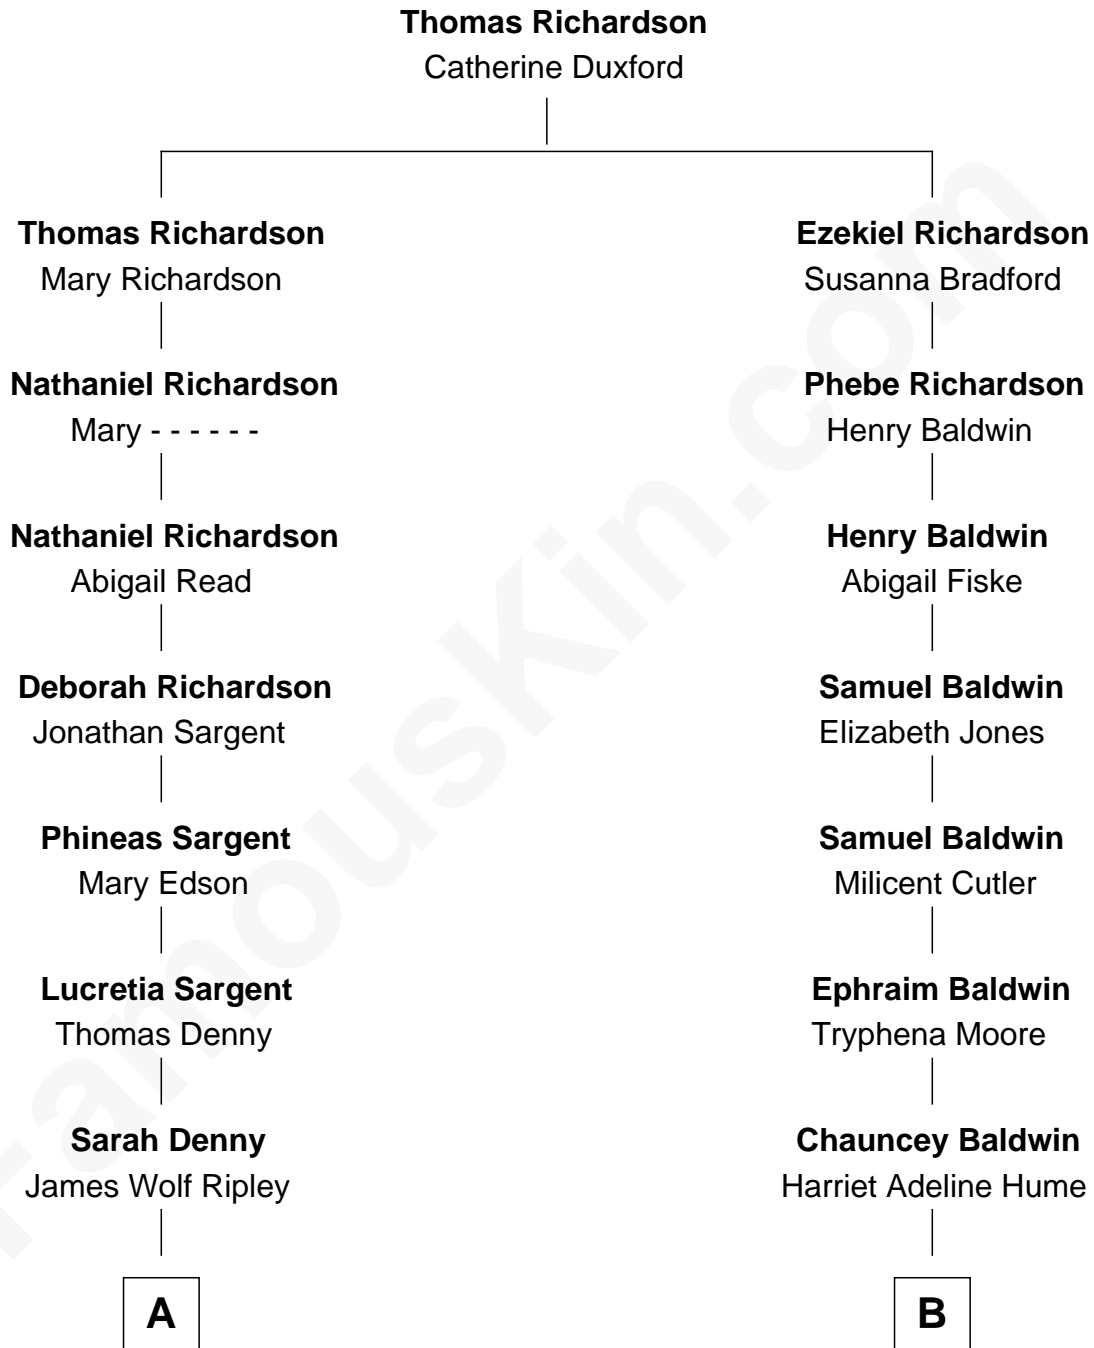 Thomas Richardson
Catherine Duxford
Thomas Richardson
Mary Richardson
Ezekiel Richardson
Susanna Bradford
Nathaniel Richardson
Mary - - - - - -
Phebe Richardson
Henry Baldwin
Nathaniel Richardson
Abigail Read
Henry Baldwin
Abigail Fiske
Deborah Richardson
Jonathan Sargent
Samuel Baldwin
Elizabeth Jones
Phineas Sargent
Mary Edson
Samuel Baldwin
Milicent Cutler
Lucretia Sargent
Thomas Denny
Ephraim Baldwin
Tryphena Moore
Sarah Denny
James Wolf Ripley
Chauncey Baldwin
Harriet Adeline Hume
A
B
FamousKin.com